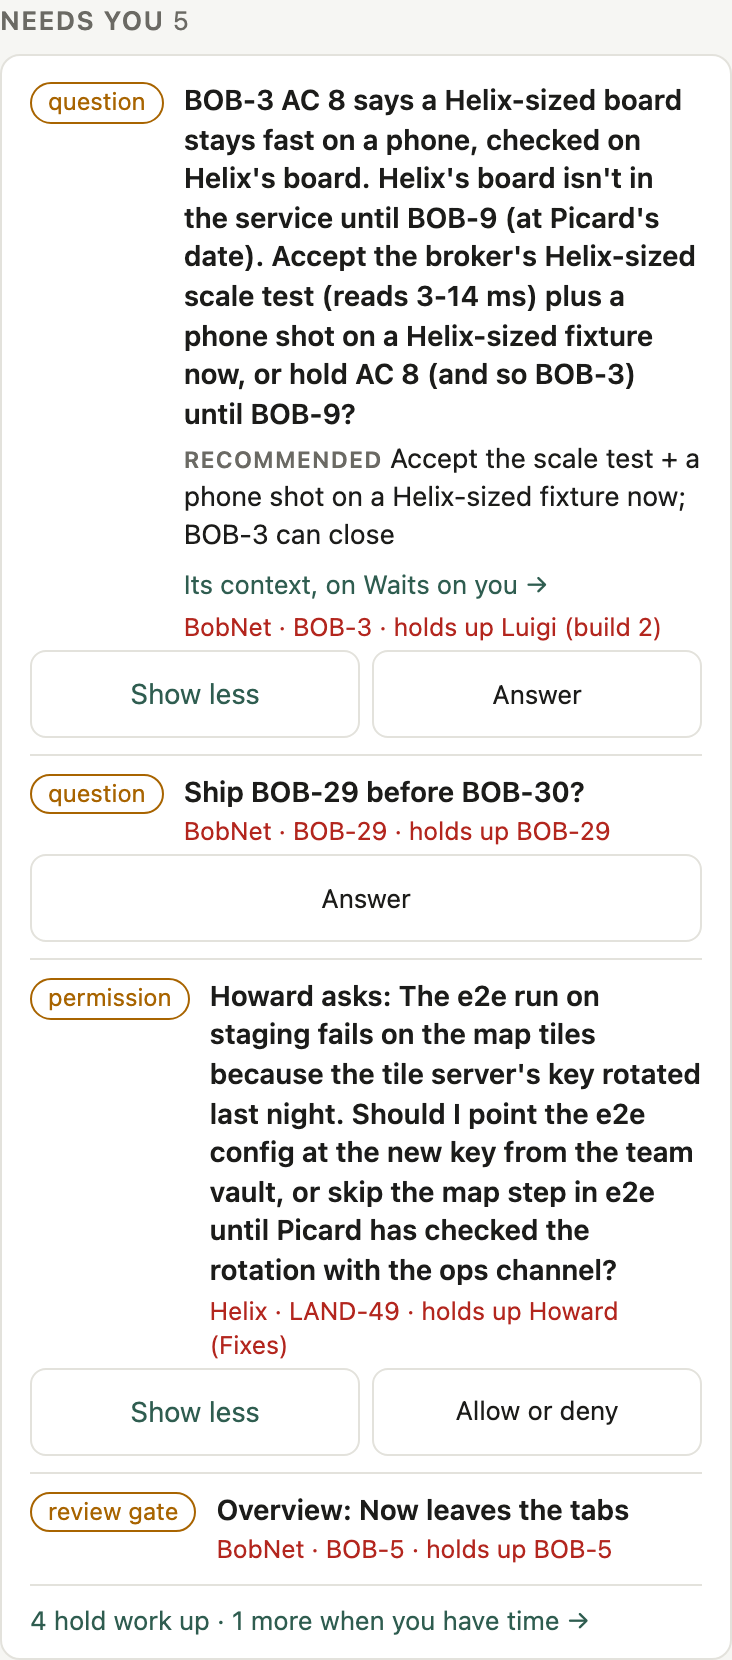 NEEDS YOU 5
question
BOB-3 AC 8 says a Helix-sized board
stays fast on a phone, checked on
Helix's board. Helix's board isn't in
the service until BOB-9 (at Picard's
date). Accept the broker's Helix-sized
scale test (reads 3-14 ms) plus a
phone shot on a Helix-sized fixture
now, or hold AC 8 (and so BOB-3)
until BOB-9?
RECOMMENDED Accept the scale test + a
phone shot on a Helix-sized fixture now;
BOB-3 can close
Its context, on Waits on you →
BobNet · BOB-3 · holds up Luigi (build 2)
Show less
Answer
question
Ship BOB-29 before BOB-30?
BobNet · BOB-29 · holds up BOB-29
Answer
permission
Howard asks: The e2e run on
staging fails on the map tiles
because the tile server's key rotated
last night. Should I point the e2e
config at the new key from the team
vault, or skip the map step in e2e
until Picard has checked the
rotation with the ops channel?
Helix · LAND-49 · holds up Howard
(Fixes)
Show less
Allow or deny
review gate
Overview: Now leaves the tabs
BobNet · BOB-5 · holds up BOB-5
4 hold work up · 1 more when you have time →